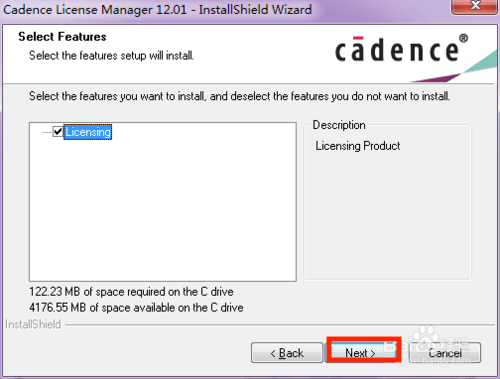 Cadence License Manager 12.01 - InstallShield Wizard
Select Features
Select the features setup will install.
cādence®
Select the features you want to install, and deselect the features you do not want to install.
Licensing
Description
Licensing Product
122.23 MB of space required on the C drive
4176.55 MB of space available on the C drive
InstallShield
< Back
Next >
Cancel